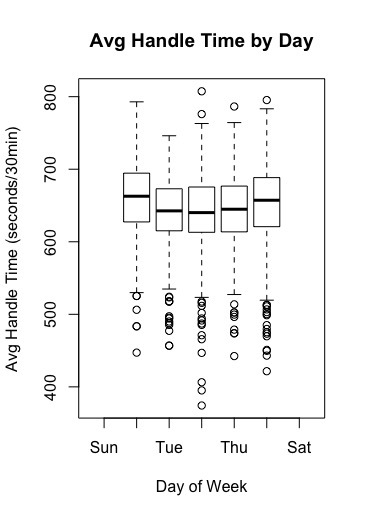 Avg Handle Time by Day
Avg Handle Time (seconds/30min)
800
700
600
500
400
Sun Tue Thu Sat
Day of Week